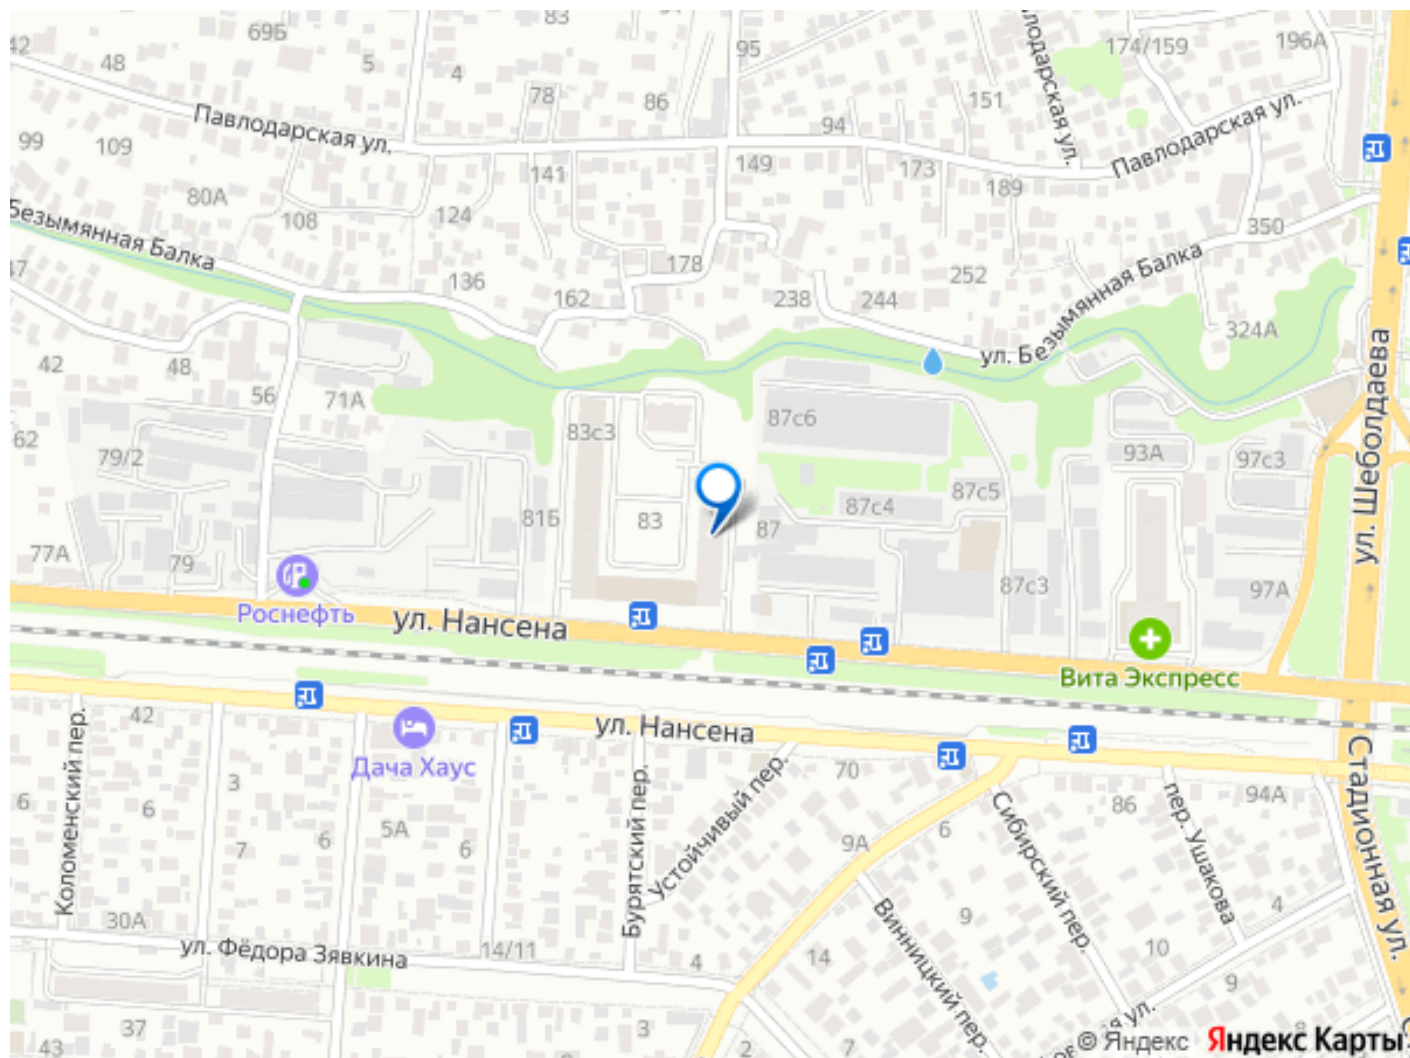 83
69Б
42
48
5
4
95
174/159
196А
лодарская ул.
78
86
151
94
Павлодарская ул.
Павлодарская ул.
99
109
141
149
173
189
80А
108
124
350
Безымянная Балка
178
136
162
252
238
244
ул. Безымянная Балка
324А
42
48
56
71А
62
79/2
83с3
87с6
93А
97с3
ул. Шеболдаева
81Б
83
87
87с4
87с5
77А
79
87с3
97А
Роснефть
ул. Нансена
Вита Экспресс
42
ул. Нансена
Дача Хаус
Коломенский пер.
3
6
6
7
6
5А
6
Бурятский пер.
Устойчивый пер.
70
9А
6
Сибирский пер.
86
пер. Ушакова
94А
Стадионная ул.
30А
ул. Фёдора Зявкина
14/11
4
14
Винницкий пер.
9
10
4
9
37
43
3
2
7
8
ул.
© Яндекс
Яндекс Карты